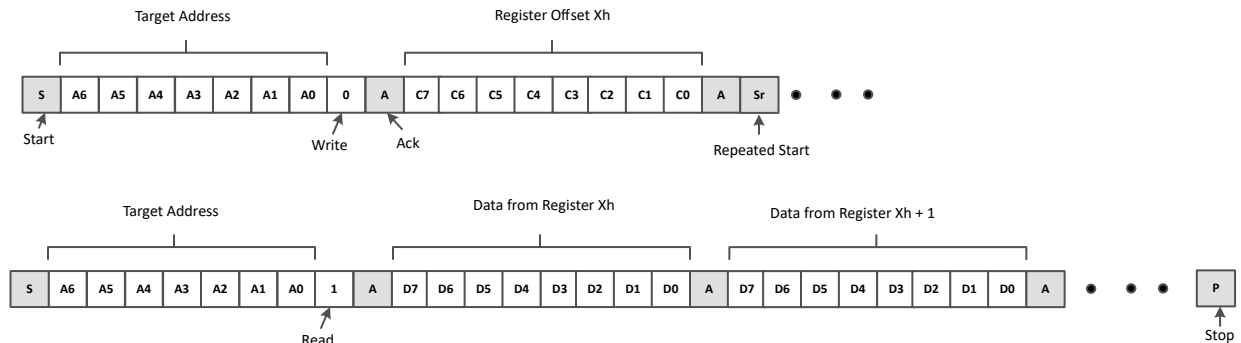 Target Address Register Offset Xh
S A6 A5 A4 A3 A2 A1 A0 0 A C7 C6 C5 C4 C3 C2 C1 C0 A Sr
Start Write Ack Repeated Start
Target Address Data from Register Xh Data from Register Xh + 1
S A6 A5 A4 A3 A2 A1 A0 1 A D7 D6 D5 D4 D3 D2 D1 D0 A D7 D6 D5 D4 D3 D2 D1 D0 A P
Read Stop